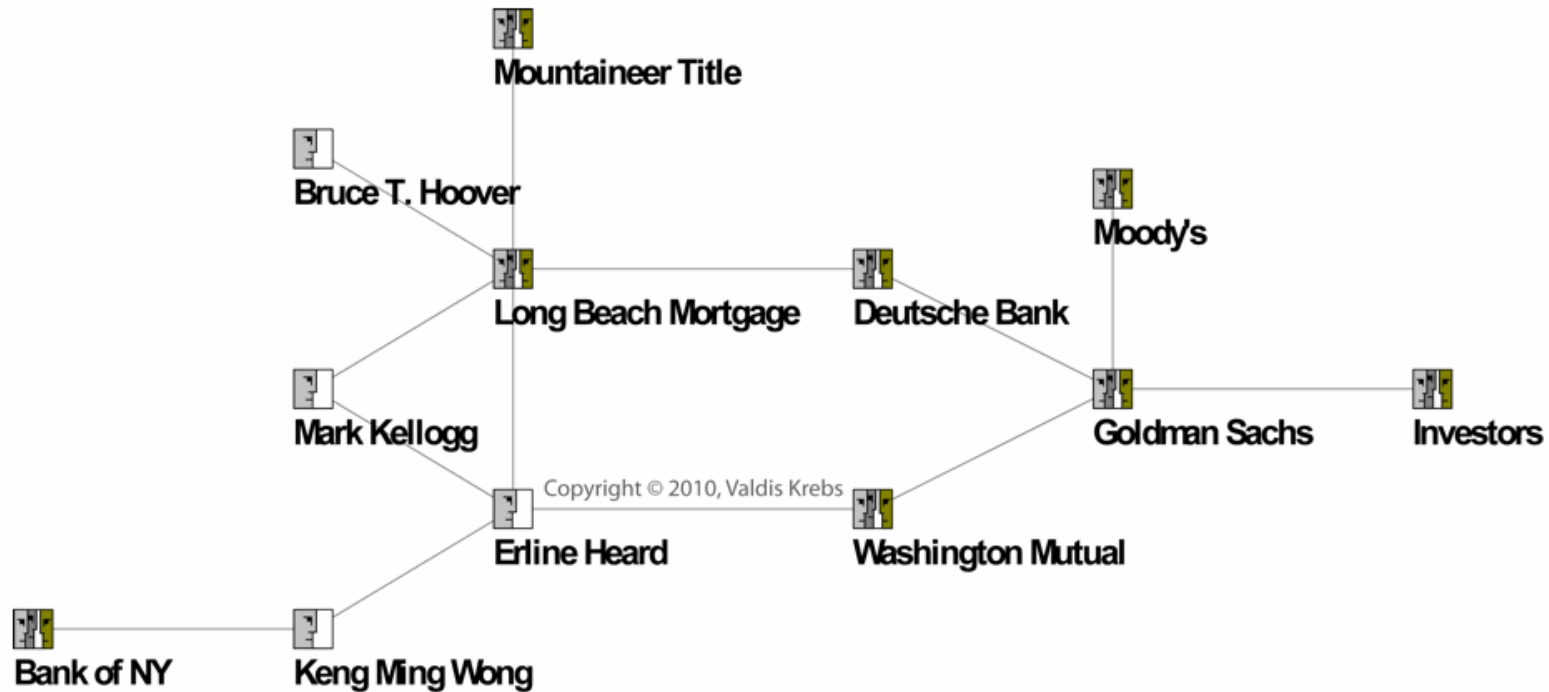 Mountaineer Title
Bruce T. Hoover
Moody's
Long Beach Mortgage
Deutsche Bank
Mark Kellogg
Goldman Sachs
Investors
Copyright © 2010, Valdis Krebs
Erline Heard
Washington Mutual
Bank of NY
Keng Ming Wong